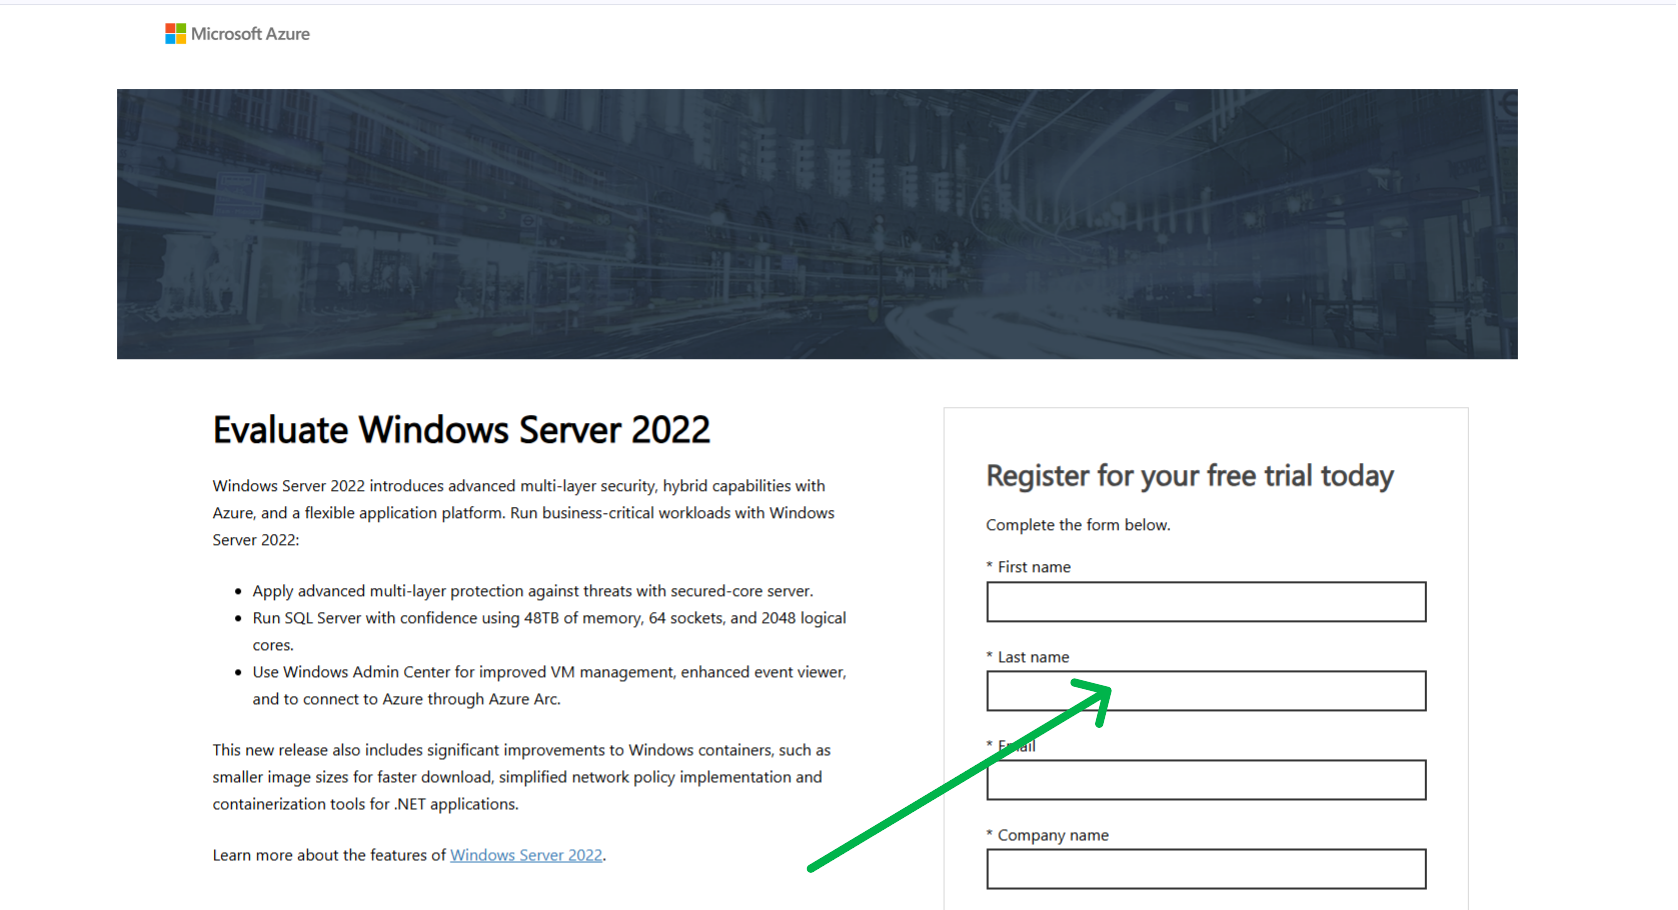 Microsoft Azure
Evaluate Windows Server 2022
Windows Server 2022 introduces advanced multi-layer security, hybrid capabilities with
Azure, and a flexible application platform. Run business-critical workloads with Windows
Server 2022:
• Apply advanced multi-layer protection against threats with secured-core server.
• Run SQL Server with confidence using 48TB of memory, 64 sockets, and 2048 logical
cores.
• Use Windows Admin Center for improved VM management, enhanced event viewer,
and to connect to Azure through Azure Arc.
This new release also includes significant improvements to Windows containers, such as
smaller image sizes for faster download, simplified network policy implementation and
containerization tools for .NET applications.
Learn more about the features of Windows Server 2022.
Register for your free trial today
Complete the form below.
* First name
* Last name
* Email
* Company name